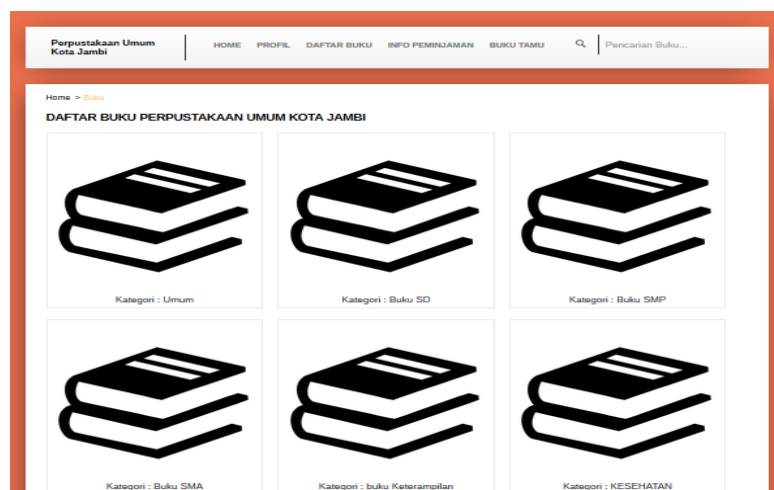 Perpustakaan Umum
Kota Jambi
HOME PROFIL DAFTAR BUKU INFO PEMINJAMAN BUKU TAMU Pencarian Buku...
Home > Buku
DAFTAR BUKU PERPUSTAKAAN UMUM KOTA JAMBI
Kategori : Umum Kategori : Buku SD Kategori : Buku SMP
Kategori : Buku SMA Kategori : buku Keterampilan Kategori : KESEHATAN